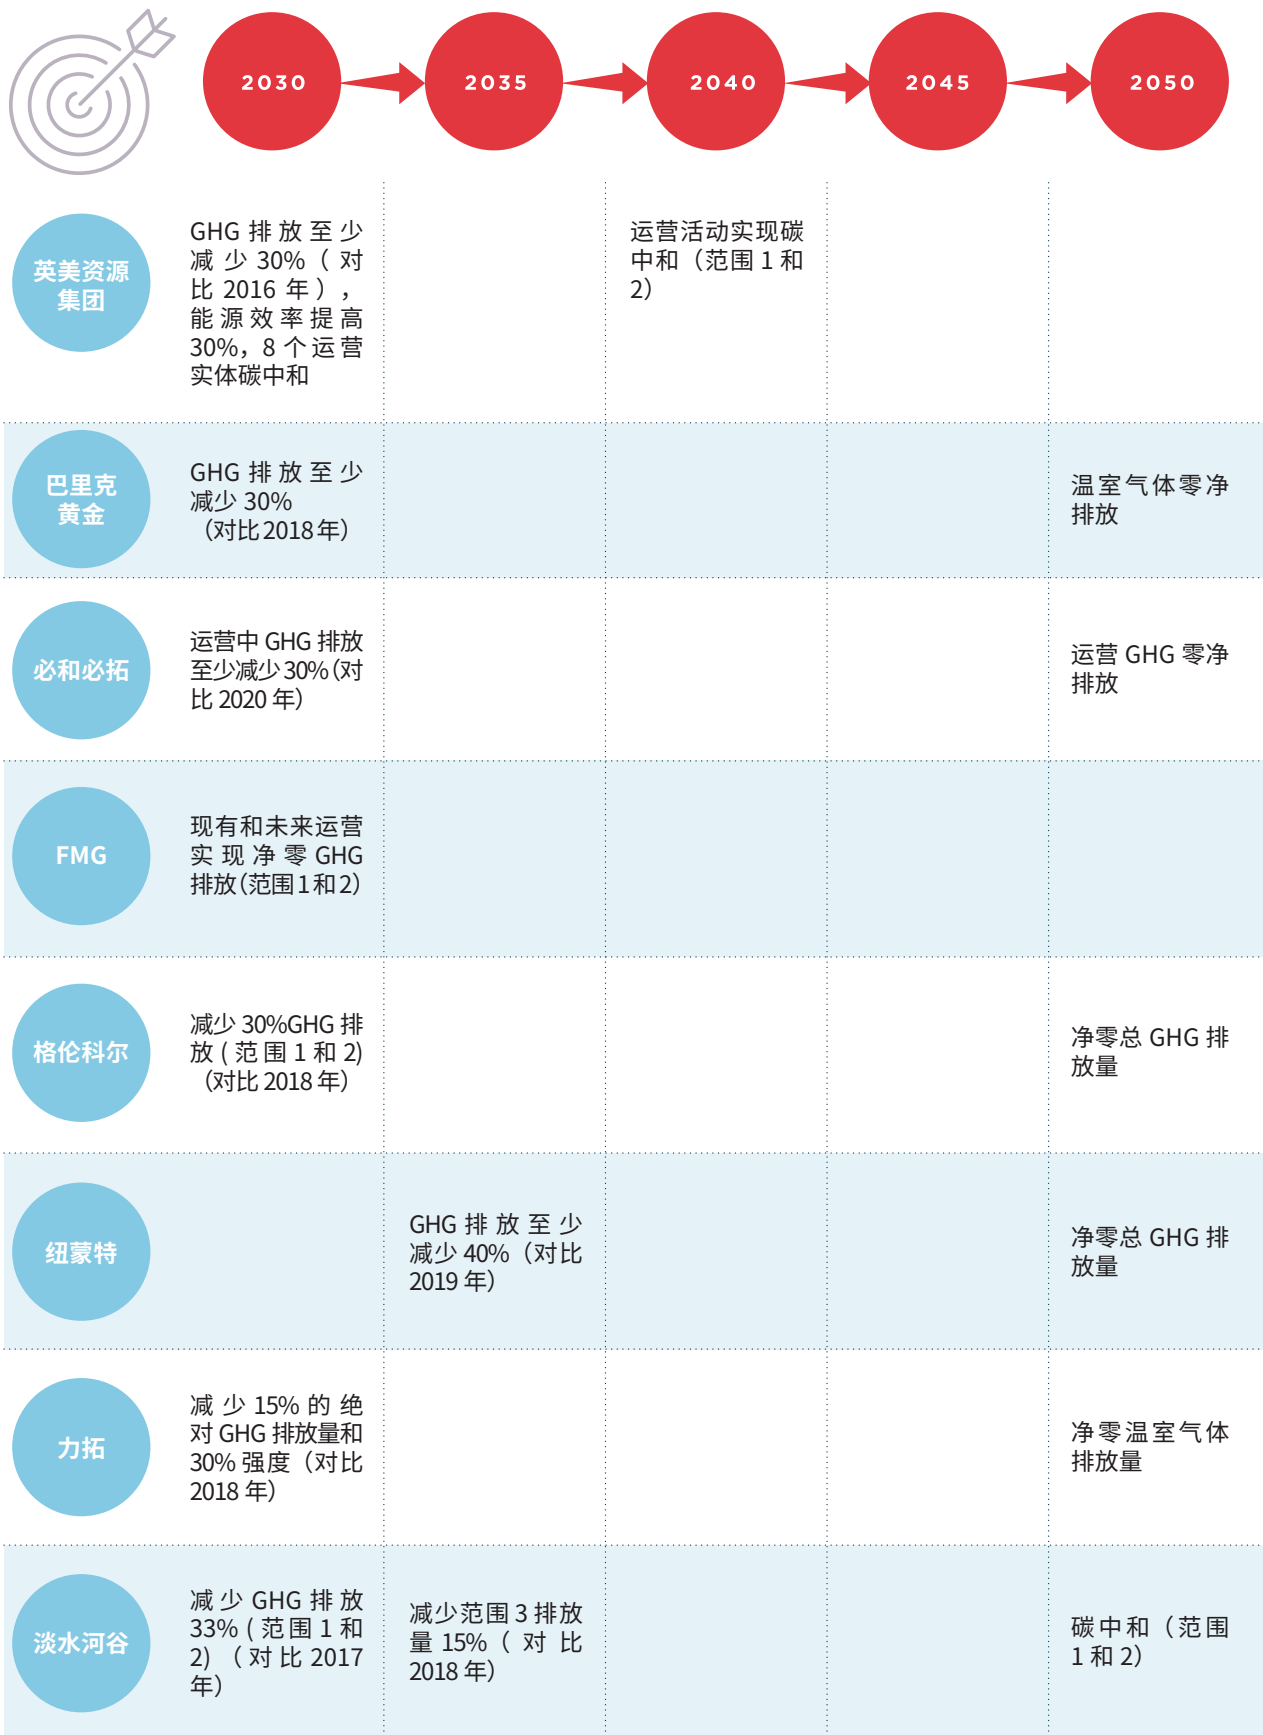 2030
2035
2040
2045
2050
英美资源
集团
GHG 排放至少
减少 30%（对
比 2016 年），
能源效率提高
30%，8 个运营
实体碳中和
运营活动实现碳
中和（范围 1 和
2）
巴里克
黄金
GHG 排放至少
减少 30%
（对比 2018 年）
温室气体零净
排放
必和必拓
运营中 GHG 排放
至少减少 30%（对
比 2020 年）
运营 GHG 零净
排放
FMG
现有和未来运营
实现净零 GHG
排放（范围 1 和 2）
格伦科尔
减少 30%GHG 排
放 ( 范围 1 和 2)
（对比 2018 年）
净零总 GHG 排
放量
纽蒙特
GHG 排放至少
减少 40%（对比
2019 年）
净零总 GHG 排
放量
力拓
减少 15% 的绝
对 GHG 排放量和
30% 强度（对比
2018 年）
净零温室气体
排放量
淡水河谷
减少 GHG 排放
33% ( 范围 1 和
2) （对比 2017
年）
减少范围 3 排放
量 15%（对比
2018 年）
碳中和（范围
1 和 2）